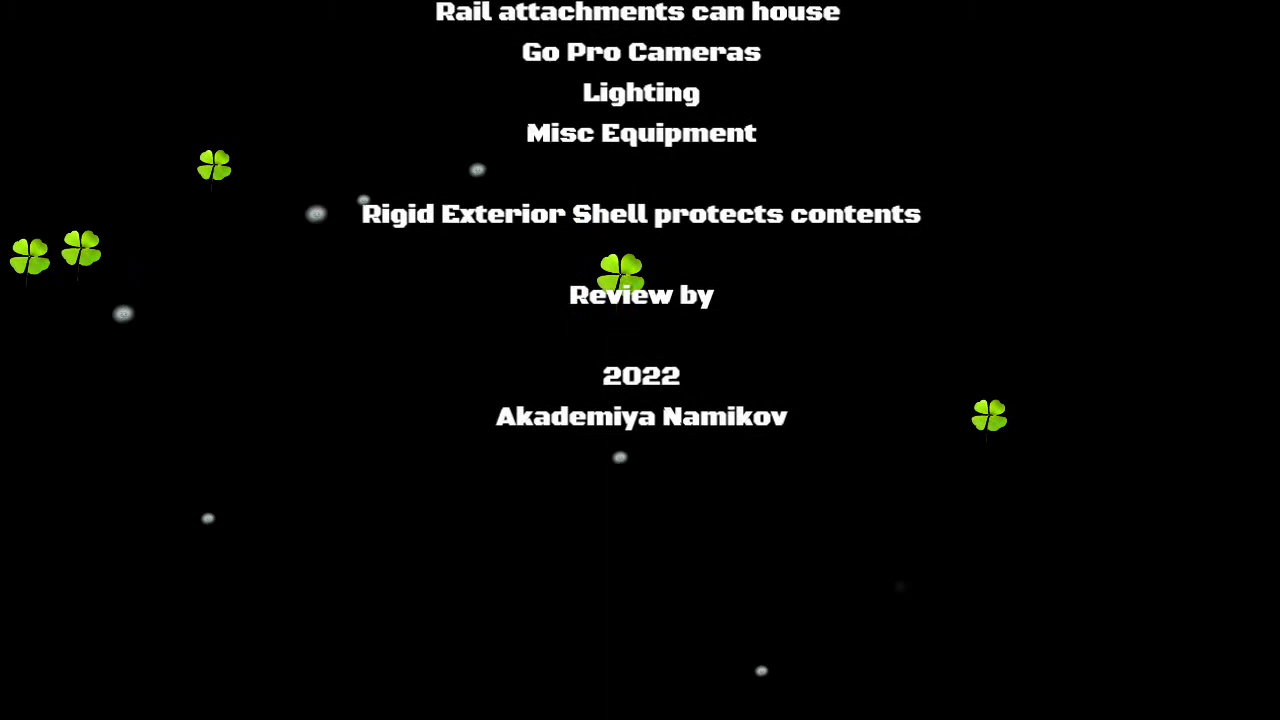 Rail attachments can house
Go Pro Cameras
Lighting
Misc Equipment
Rigid Exterior Shell protects contents
Review by
2022
Akademiya Namikov